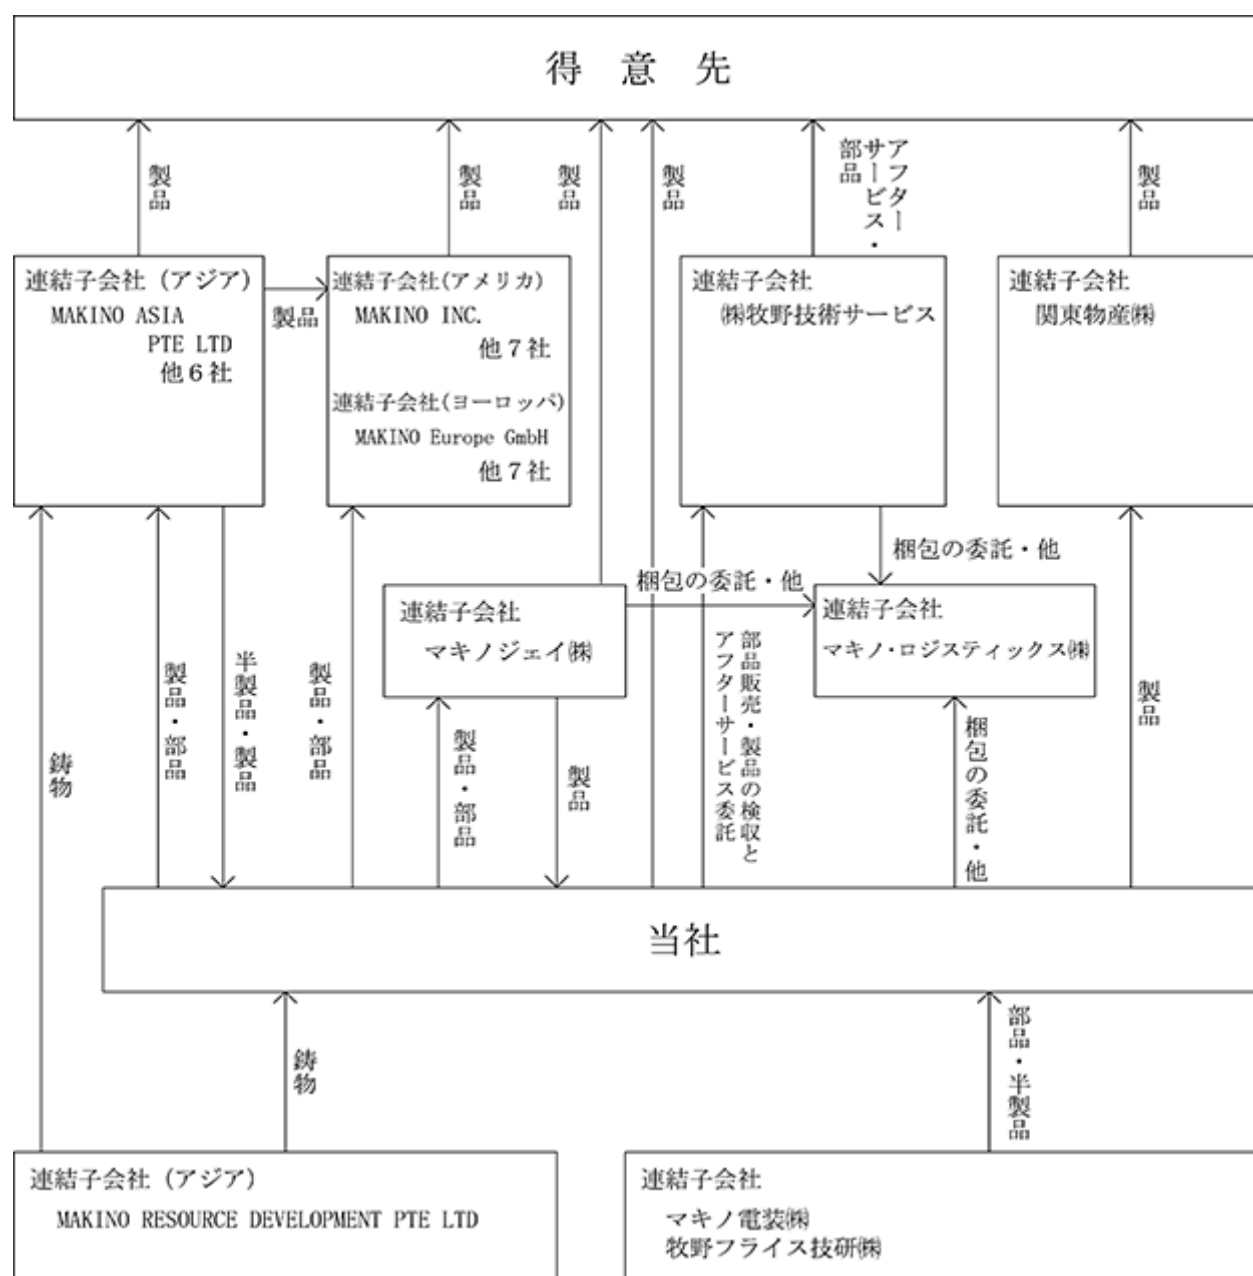 得 意 先
製品
製品
製品
製品
アフター
サービス・
部品
製品
連結子会社（アジア）
MAKINO ASIA
PTE LTD
他６社
製品
連結子会社(アメリカ)
MAKINO INC.
他７社
連結子会社(ヨーロッパ)
MAKINO Europe GmbH
他７社
連結子会社
㈱牧野技術サービス
連結子会社
関東物産㈱
梱包の委託・他
梱包の委託・他
連結子会社
マキノジェイ㈱
連結子会社
マキノ･ロジスティックス㈱
鋳物
製品・部品
半製品・製品
製品・部品
製品・部品
製品
部品販売・製品の検収と
アフターサービス委託
梱包の委託・他
製品
当社
鋳物
部品・半製品
連結子会社（アジア）
MAKINO RESOURCE DEVELOPMENT PTE LTD
連結子会社
マキノ電装㈱
牧野フライス技研㈱